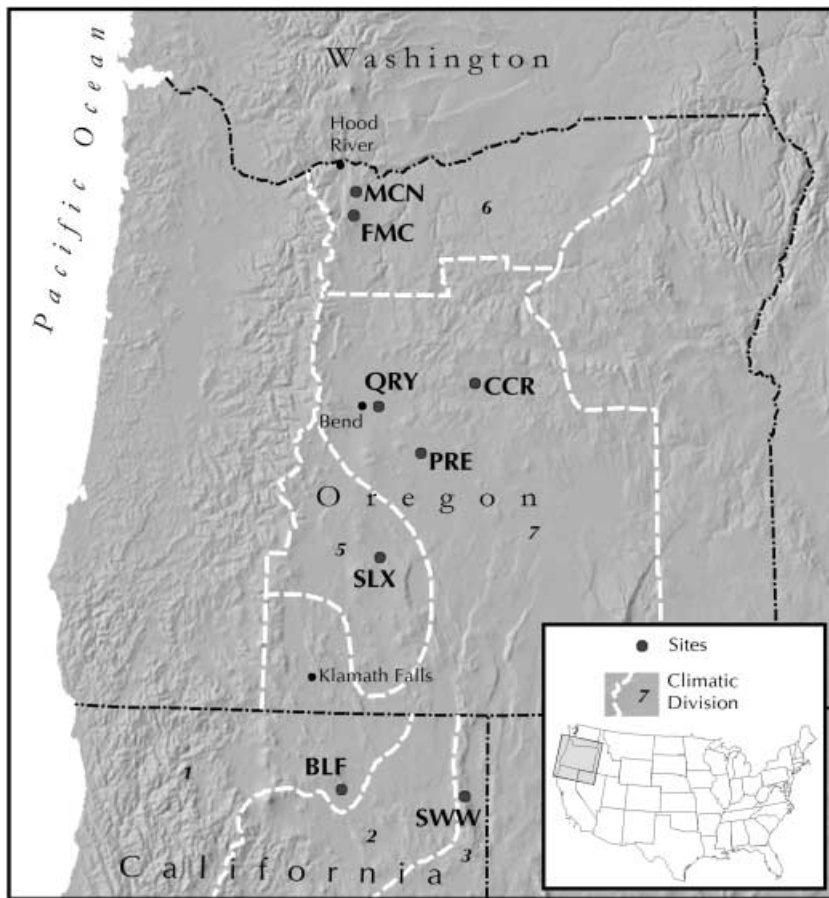 Washington
Pacific Ocean
Hood
River
MCN
FMC
6
QRY
CCR
Bend
PRE
Oregon
7
5
SLX
Klamath Falls
Sites
7
Climatic
Division
BLF
1
SWW
2
3
California